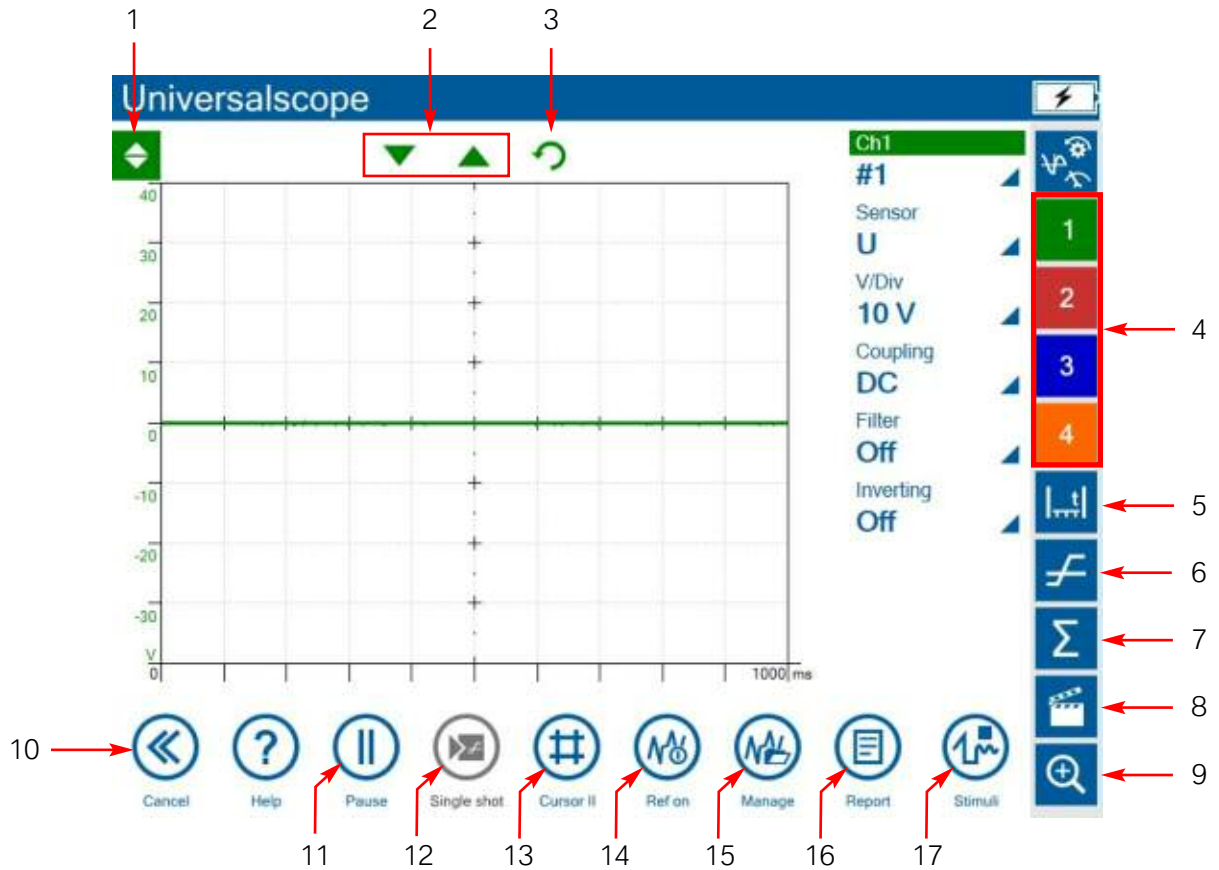 1 2 3
Universalscope
Ch1
#1
Sensor
U
V/Div
10 V
Coupling
DC
Filter
Off
Inverting
Off
40
30
20
10
0
-10
-20
-30
V
0 1000 ms
1
2
3
4
4
t
5
6
Σ 7
8
9
10
Cancel Help Pause Single shot Cursor II Ref on Manage Report Stimuli
11 12 13 14 15 16 17